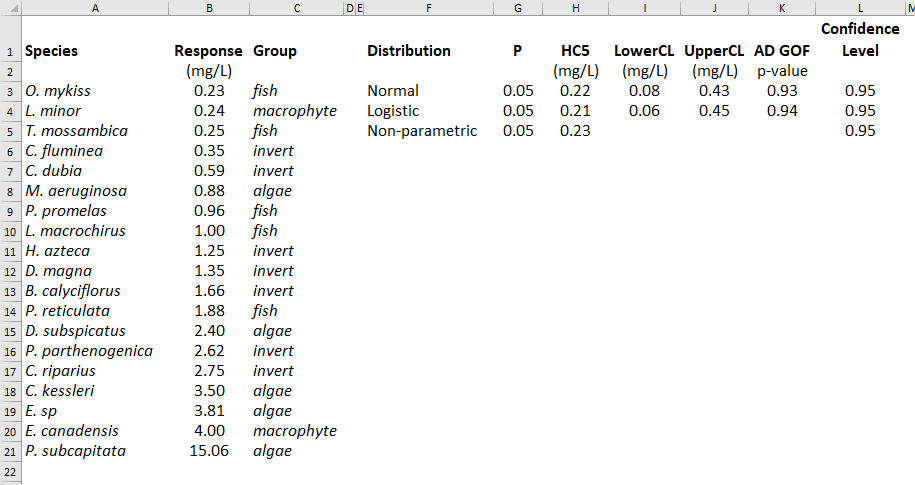 A B C D E F G H I J K L M
Confidence
1 Species Response Group Distribution P HC5 LowerCL UpperCL AD GOF Level
2 (mg/L) (mg/L) (mg/L) (mg/L) p-value
3 O. mykiss 0.23 fish Normal 0.05 0.22 0.08 0.43 0.93 0.95
4 L. minor 0.24 macrophyte Logistic 0.05 0.21 0.06 0.45 0.94 0.95
5 T. mossambica 0.25 fish Non-parametric 0.05 0.23 0.95
6 C. fluminea 0.35 invert
7 C. dubia 0.59 invert
8 M. aeruginosa 0.88 algae
9 P. promelas 0.96 fish
10 L. macrochirus 1.00 fish
11 H. azteca 1.25 invert
12 D. magna 1.35 invert
13 B. calyciflorus 1.66 invert
14 P. reticulata 1.88 fish
15 D. subspicatus 2.40 algae
16 P. parthenogenica 2.62 invert
17 C. riparius 2.75 invert
18 C. kessleri 3.50 algae
19 E. sp 3.81 algae
20 E. canadensis 4.00 macrophyte
21 P. subcapitata 15.06 algae
22